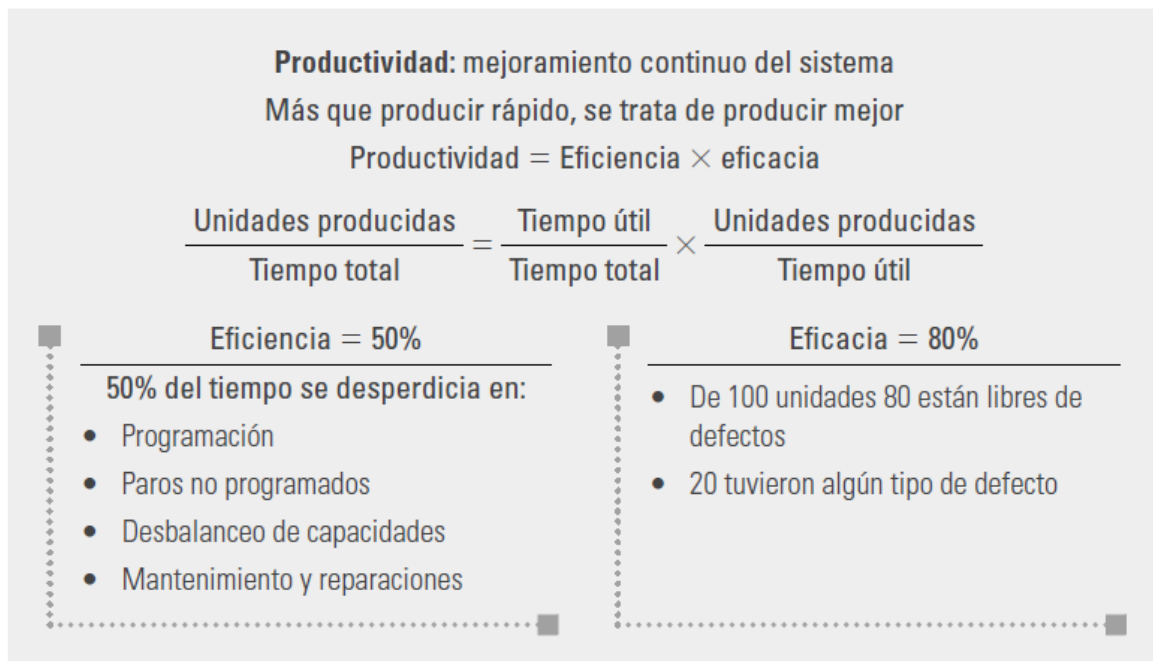 Productividad: mejoramiento continuo del sistema
Más que producir rápido, se trata de producir mejor
Productividad = Eficiencia × eficacia
Unidades producidas
Tiempo total
=
Tiempo útil
Tiempo total
×
Unidades producidas
Tiempo útil
Eficiencia = 50%
50% del tiempo se desperdicia en:
• Programación
• Paros no programados
• Desbalanceo de capacidades
• Mantenimiento y reparaciones
Eficacia = 80%
• De 100 unidades 80 están libres de
defectos
• 20 tuvieron algún tipo de defecto